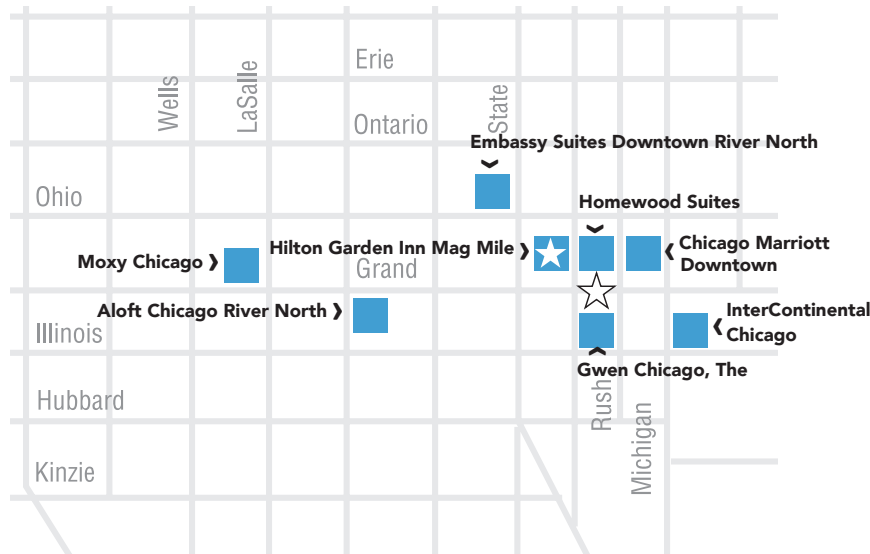 Erie
Wells
LaSalle
Ontario
State
Embassy Suites Downtown River North
Ohio
Homewood Suites
Hilton Garden Inn Mag Mile
Chicago Marriott
Downtown
Moxy Chicago
Grand
Aloft Chicago River North
InterContinental
Chicago
Illinois
Gwen Chicago, The
Hubbard
Rush
Michigan
Kinzie